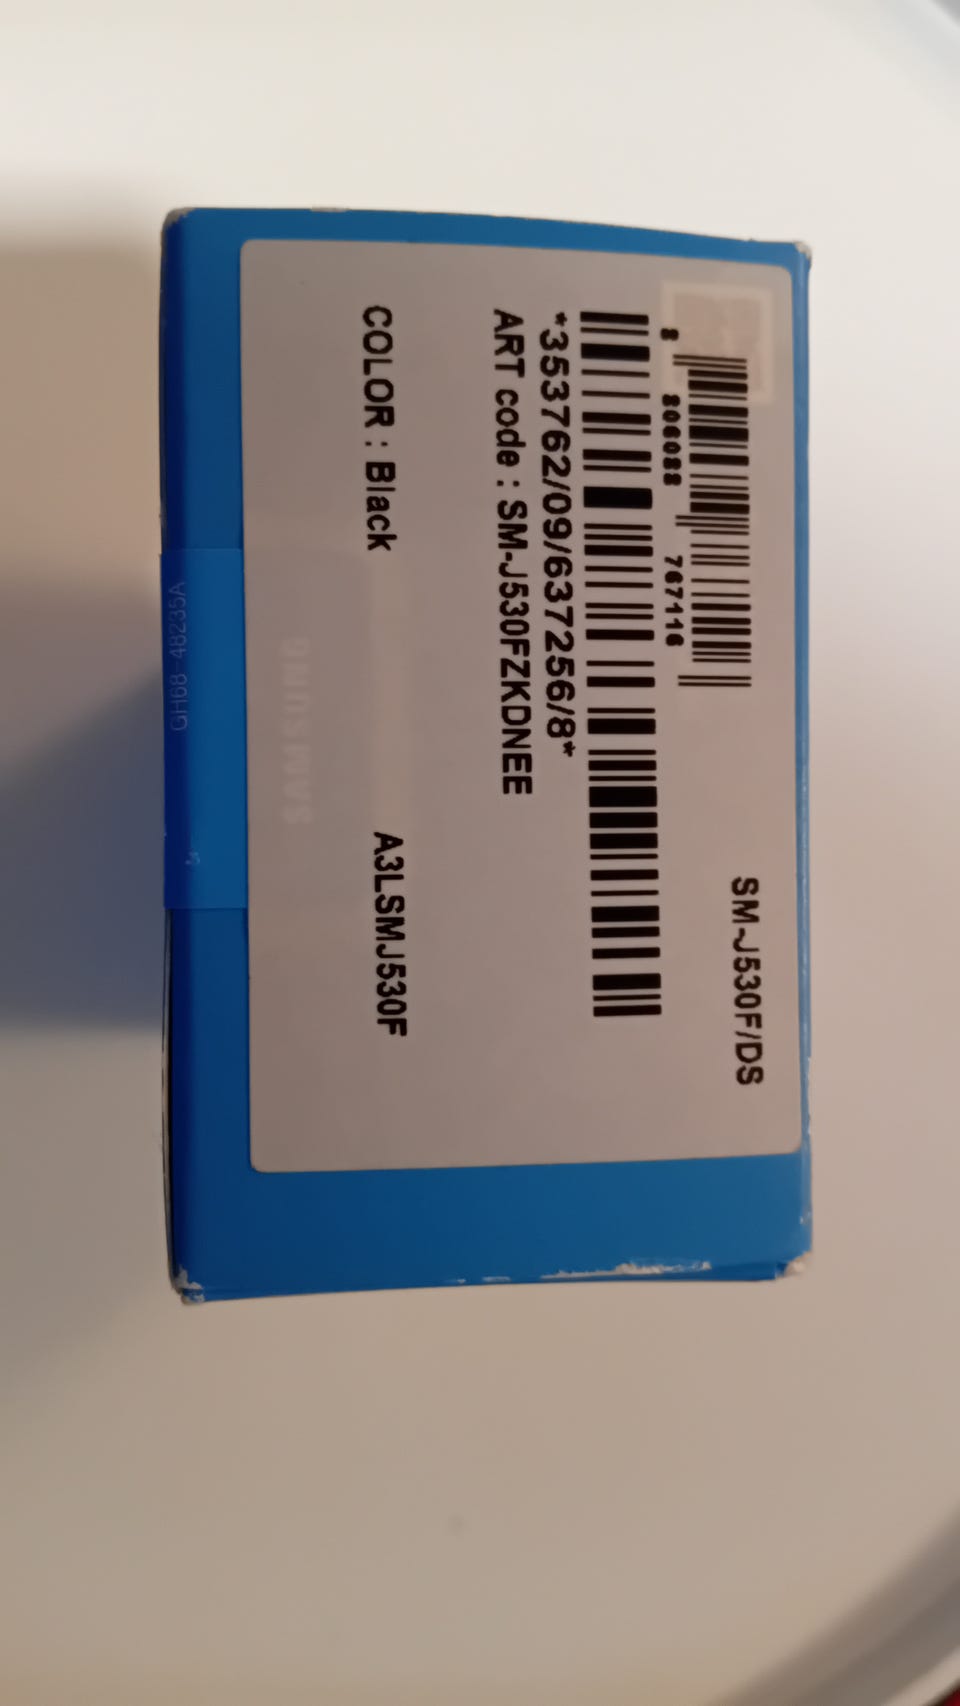 SM-J530F/DS
8 806088 767116
*353762/09/637256/8*
ART code : SM-J530FZKDNEE
COLOR : Black
A3LSMJ530F
SAMSUNG
GH68-48235A